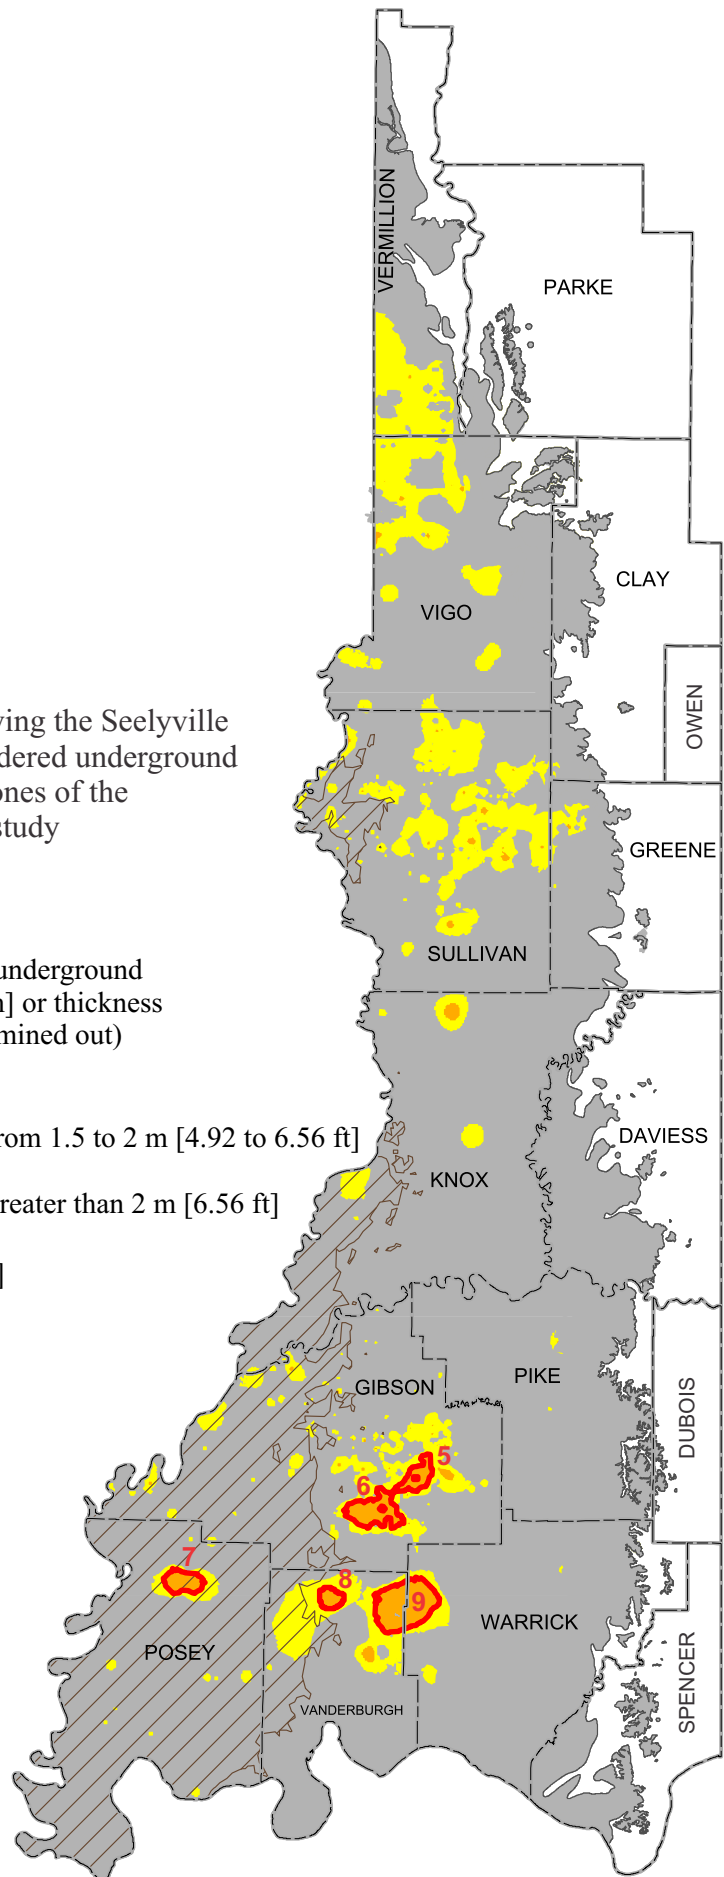 VERMILLION
PARKE
CLAY
VIGO
OWEN
ying the Seelyville
dered underground
ones of the
study
GREENE
SULLIVAN
underground
] or thickness
mined out)
rom 1.5 to 2 m [4.92 to 6.56 ft]
DAVIESS
KNOX
reater than 2 m [6.56 ft]
]
PIKE
GIBSON
DUBOIS
5
6
7
8
9
WARRICK
POSEY
SPENCER
VANDERBURGH